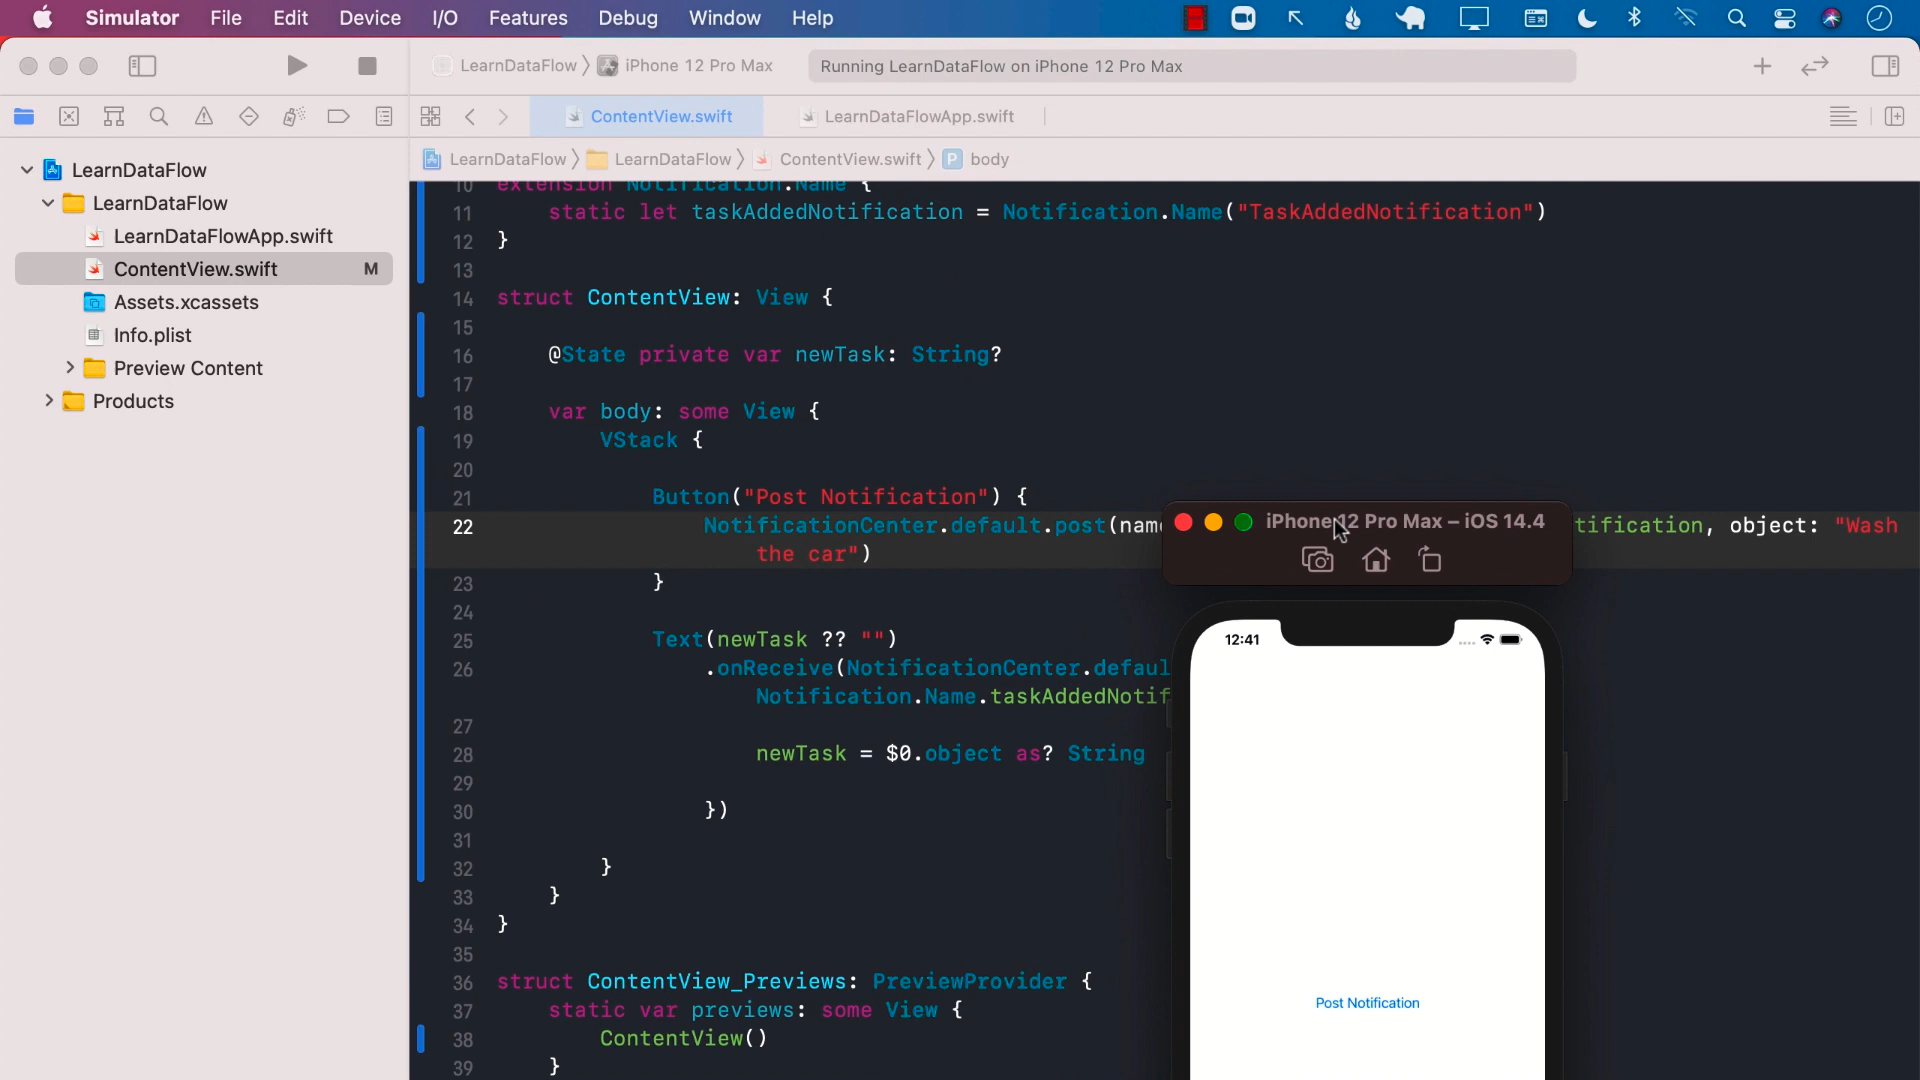 Simulator File Edit Device I/O Features Debug Window Help
LearnDataFlow iPhone 12 Pro Max Running LearnDataFlow on iPhone 12 Pro Max
ContentView.swift LearnDataFlowApp.swift
LearnDataFlow LearnDataFlow ContentView.swift P body
LearnDataFlow
LearnDataFlow
LearnDataFlowApp.swift
ContentView.swift M
Assets.xcassets
Info.plist
Preview Content
Products
10 extension Notification.Name {
11 static let taskAddedNotification = Notification.Name("TaskAddedNotification")
12 }
13
14 struct ContentView: View {
15
16 @State private var newTask: String?
17
18 var body: some View {
19 VStack {
20
21 Button("Post Notification") {
22 NotificationCenter.default.post(name tification, object: "Wash
the car")
23 }
24
25 Text(newTask ?? "")
26 .onReceive(NotificationCenter.defaul
Notification.Name.taskAddedNotif
27
28 newTask = $0.object as? String
29
30 })
31
32 }
33 }
34 }
35
36 struct ContentView_Previews: PreviewProvider {
37 static var previews: some View {
38 ContentView()
39 }
iPhone 12 Pro Max – iOS 14.4
12:41
Post Notification